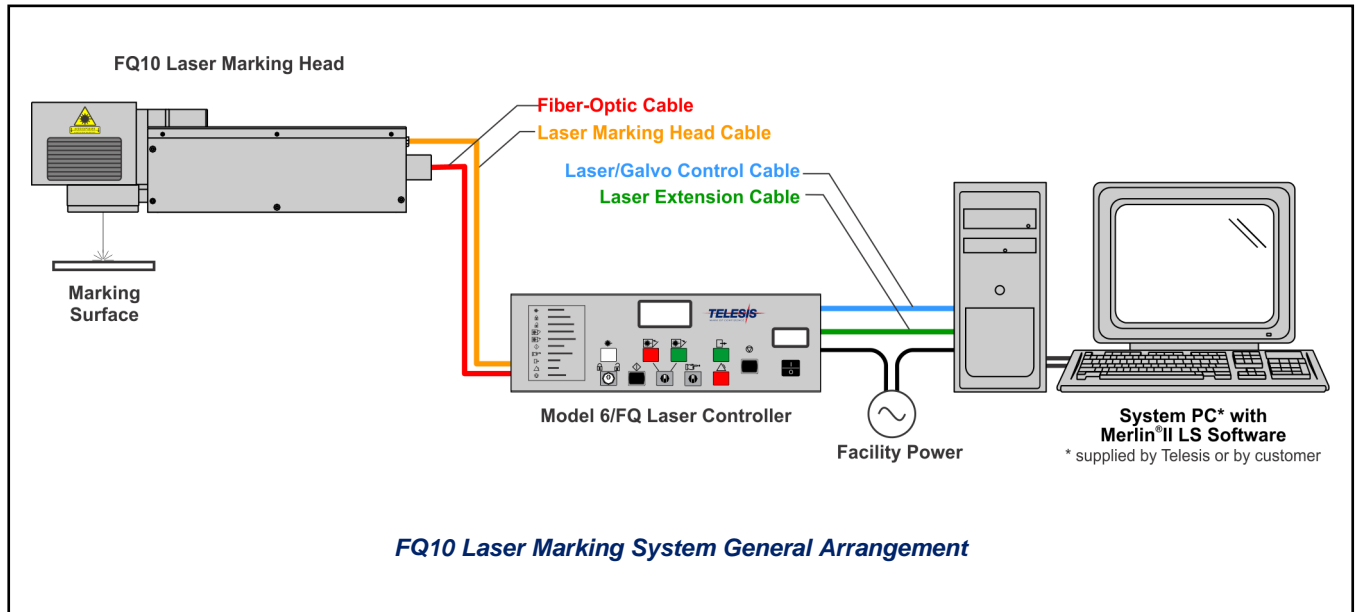 FQ10 Laser Marking Head
Fiber-Optic Cable
Laser Marking Head Cable
Laser/Galvo Control Cable
Laser Extension Cable
Marking
Surface
TELESIS
Model 6/FQ Laser Controller
Facility Power
System PC* with
Merlin®II LS Software
* supplied by Telesis or by customer
FQ10 Laser Marking System General Arrangement